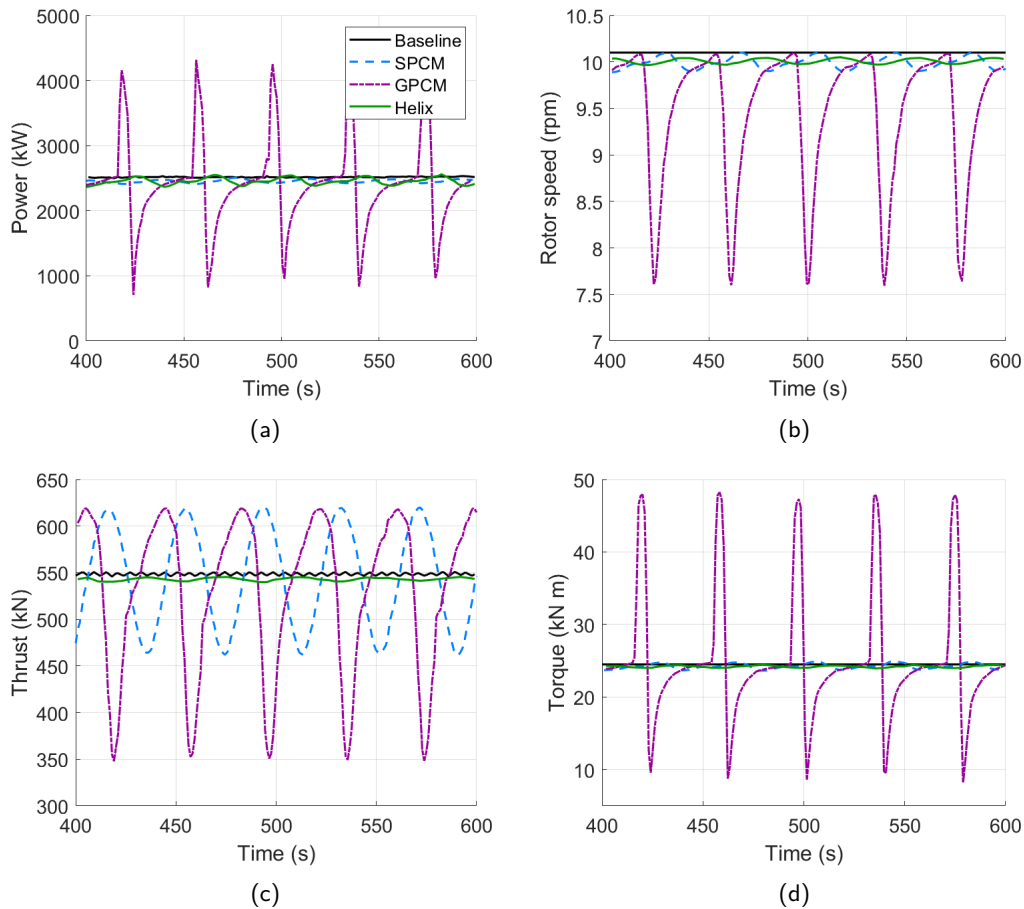 5000
4000
3000
2000
1000
0
Power (kW)
Baseline
SPCM
GPCM
Helix
400 450 500 550 600
Time (s)
(a)
10.5
10
9.5
9
8.5
8
7.5
7
Rotor speed (rpm)
400 450 500 550 600
Time (s)
(b)
650
600
550
500
450
400
350
300
Thrust (kN)
400 450 500 550 600
Time (s)
(c)
50
40
30
20
10
Torque (kN m)
400 450 500 550 600
Time (s)
(d)